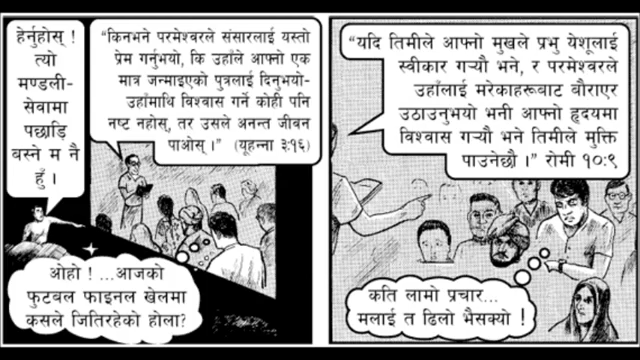 हेर्नुहोस् !
त्यो
मण्डली-
सेवामा
पछाड़ि
बस्ने म नै
हुँ ।
“किनभने परमेश्वरले संसारलाई यस्तो
प्रेम गर्नुभयो, कि उहाँले आफ्नो एक
मात्र जन्माइएको पुत्रलाई दिनुभयो-
उहाँमाथि विश्वास गर्ने कोही पनि
नष्ट नहोस्, तर उसले अनन्त जीवन
पाओस् ।” (यूहन्ना ३:१६)
ओहो ! ...आजको
फुटबल फाइनल खेलमा
कसले जितिरहेको होला?
“यदि तिमीले आफ्नो मुखले प्रभु येशूलाई
स्वीकार गर्‍यौ भने, र परमेश्वरले
उहाँलाई मरेकाहरूबाट बौराएर
उठाउनुभयो भनी आफ्नो हृदयमा
विश्वास गर्‍यौ भने तिमीले मुक्ति
पाउनेछौ ।” रोमी १०:९
कति लामो प्रचार...
मलाई त ढिलो भैसक्यो !